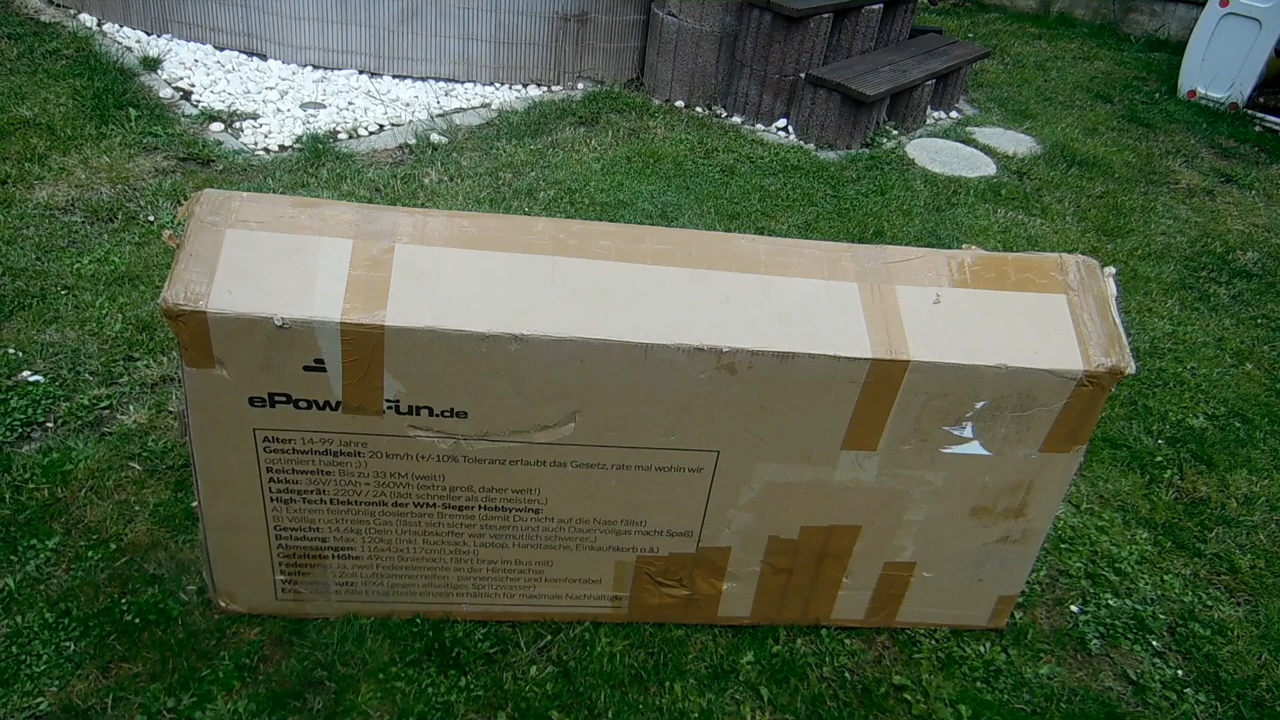 ePow Fun.de
Alter: 14-99 Jahre
Geschwindigkeit: 20 km/h (+/-10% Toleranz erlaubt das Gesetz, rate mal wohin wir
optimiert haben ;) )
Reichweite: Bis zu 33 KM (weit!)
Akku: 36V/10Ah = 360Wh (extra groß, daher weit!)
Ladegerät: 220V / 2A (lädt schneller als die meisten..)
High-Tech Elektronik der WM-Sieger Hobbywing:
A) Extrem feinfühlig dosierbare Bremse (damit Du nicht auf die Nase fällst)
B) Völlig ruckfreies Gas (lässt sich sicher steuern und auch Dauervollgas macht Spaß)
Gewicht: 14,6kg (Dein Urlaubskoffer war vermutlich schwerer..)
Beladung: Max. 120kg (inkl. Rucksack, Laptop, Handtasche, Einkaufskorb o.ä.)
Abmessungen: 116x43x117cm (LxBxH)
Gefaltete Höhe: 49cm (kniehoch, fährt brav im Bus mit)
Federung: Ja, zwei Federelemente an der Hinterachse
Reifen: Zoll Luftkammerreifen - pannensicher und komfortabel
IPX4 (gegen allseitiges Spritzwasser)
Alle Ersatzteile einzeln erhältlich für maximale